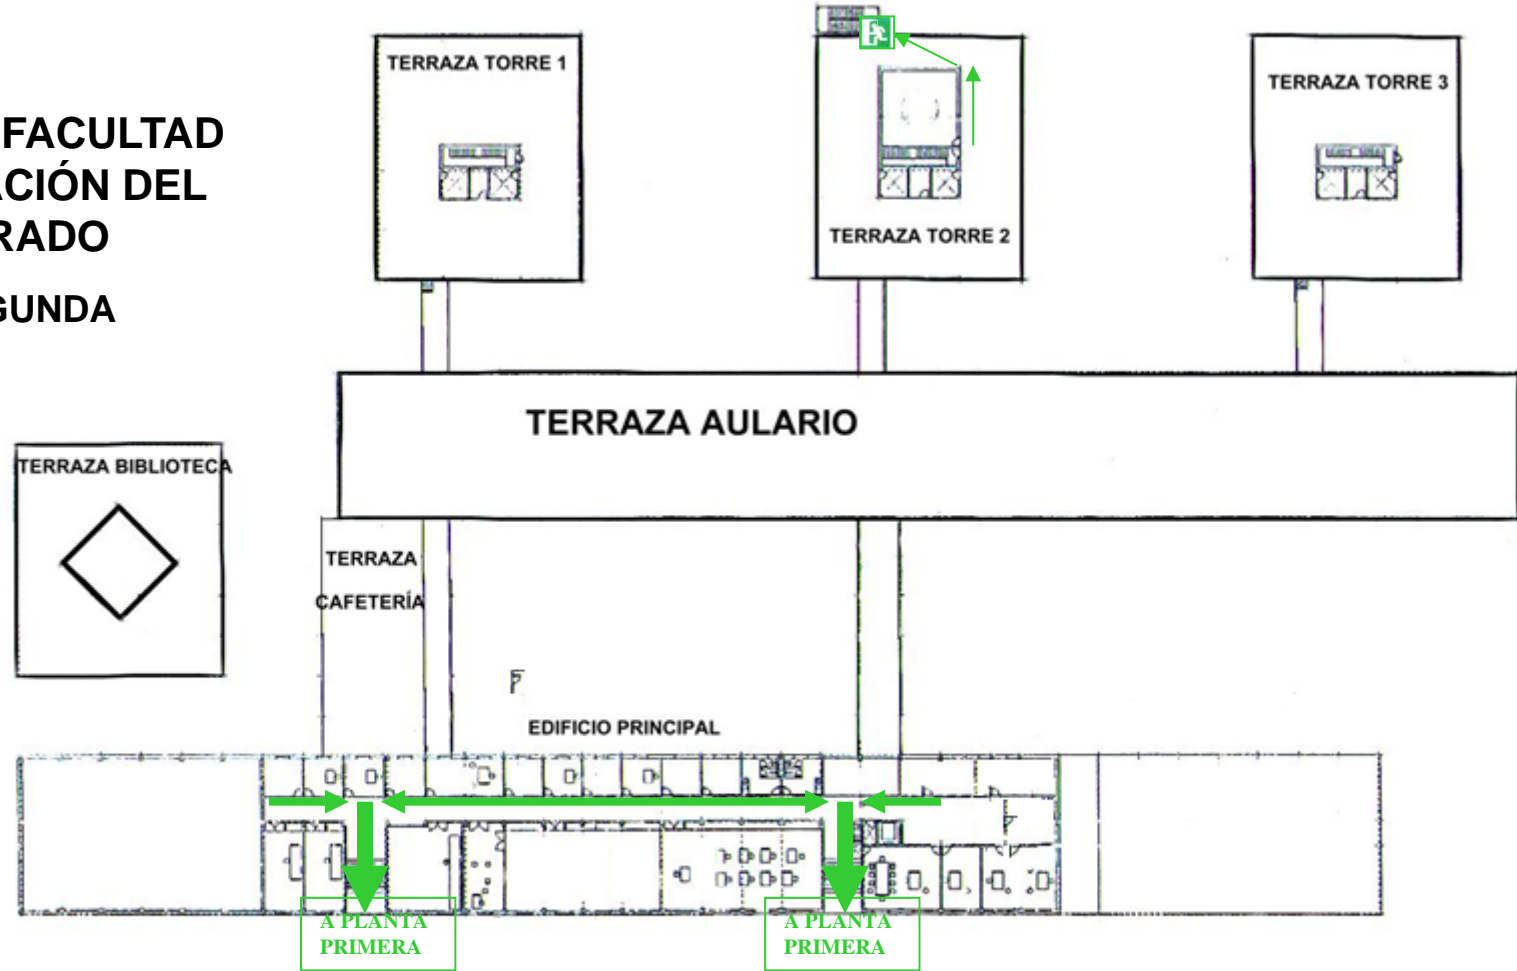 FACULTAD
ACIÓN DEL
RADO
GUNDA
TERRAZA TORRE 1
TERRAZA TORRE 2
TERRAZA TORRE 3
TERRAZA AULARIO
TERRAZA BIBLIOTECA
TERRAZA
CAFETERÍA
EDIFICIO PRINCIPAL
A PLANTA
PRIMERA
A PLANTA
PRIMERA